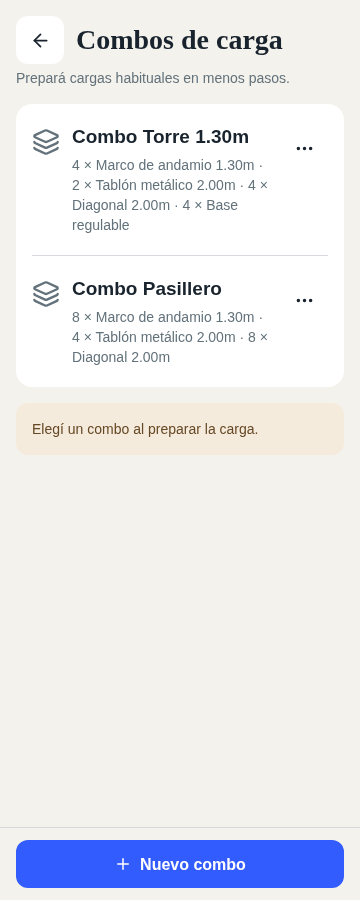 Combos de carga
Prepará cargas habituales en menos pasos.
Combo Torre 1.30m
4 × Marco de andamio 1.30m ·
2 × Tablón metálico 2.00m · 4 ×
Diagonal 2.00m · 4 × Base
regulable
Combo Pasillero
8 × Marco de andamio 1.30m ·
4 × Tablón metálico 2.00m · 8 ×
Diagonal 2.00m
Elegí un combo al preparar la carga.
Nuevo combo